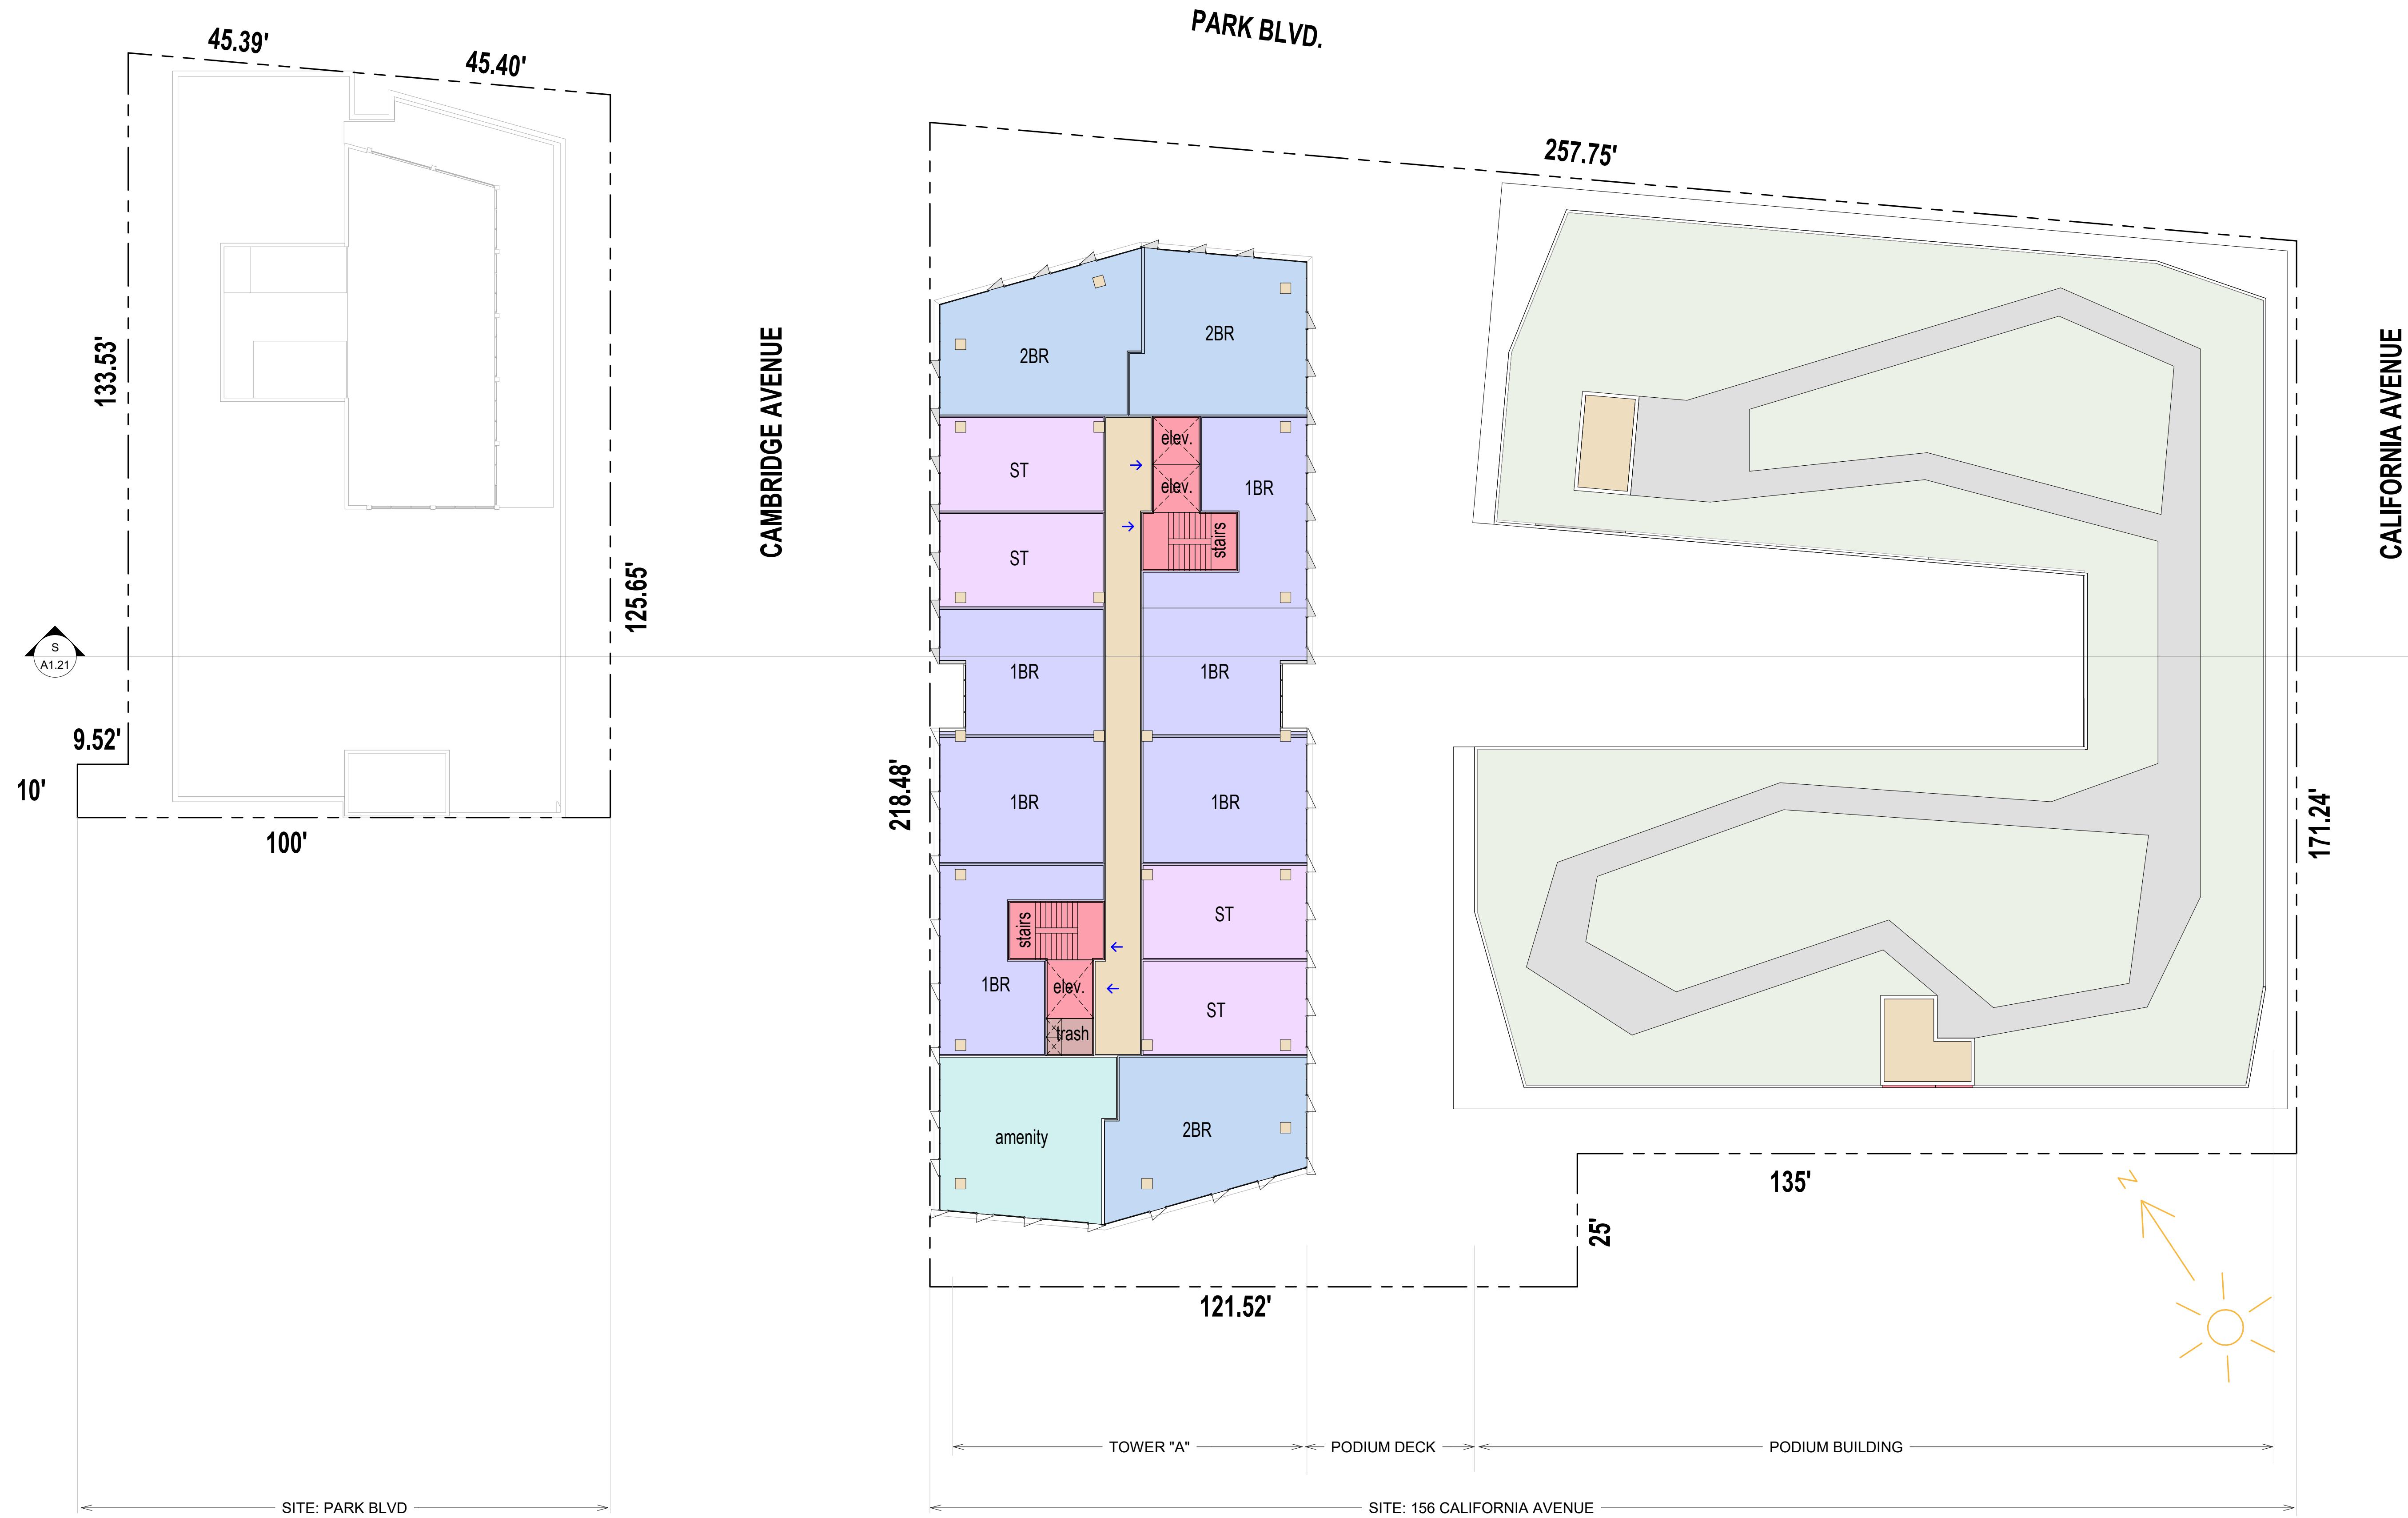 PARK BLVD.
45.39'
45.40'
257.75'
133.53'
CAMBRIDGE AVENUE
CALIFORNIA AVENUE
2BR
2BR
elev.
ST
elev.
1BR
stairs
ST
125.65'
S
A1.21
1BR
1BR
9.52'
10'
218.48'
1BR
1BR
171.24'
100'
stairs
ST
1BR
elev.
ST
trash
amenity
2BR
135'
25'
N
121.52'
TOWER "A"
PODIUM DECK
PODIUM BUILDING
SITE: PARK BLVD
SITE: 156 CALIFORNIA AVENUE